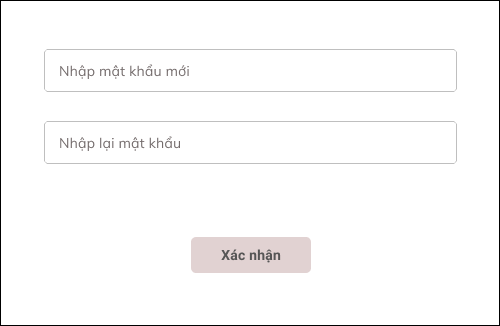 Nhập mật khẩu mới
Nhập lại mật khẩu
Xác nhận